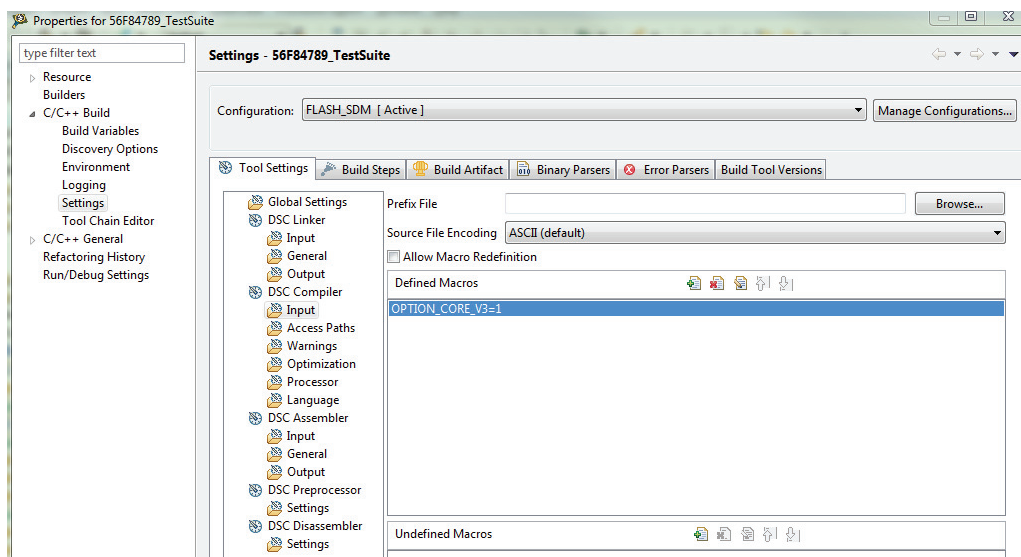 Properties for 56F84789_TestSuite
type filter text
Resource
Builders
C/C++ Build
Build Variables
Discovery Options
Environment
Logging
Settings
Tool Chain Editor
C/C++ General
Refactoring History
Run/Debug Settings
Settings - 56F84789_TestSuite
Configuration: FLASH_SDM [ Active ] Manage Configurations...
Tool Settings Build Steps Build Artifact Binary Parsers Error Parsers Build Tool Versions
Global Settings
DSC Linker
Input
General
Output
DSC Compiler
Input
Access Paths
Warnings
Optimization
Processor
Language
DSC Assembler
Input
General
Output
DSC Preprocessor
Settings
DSC Disassembler
Settings
Prefix File Browse...
Source File Encoding ASCII (default)
Allow Macro Redefinition
Defined Macros
OPTION_CORE_V3=1
Undefined Macros